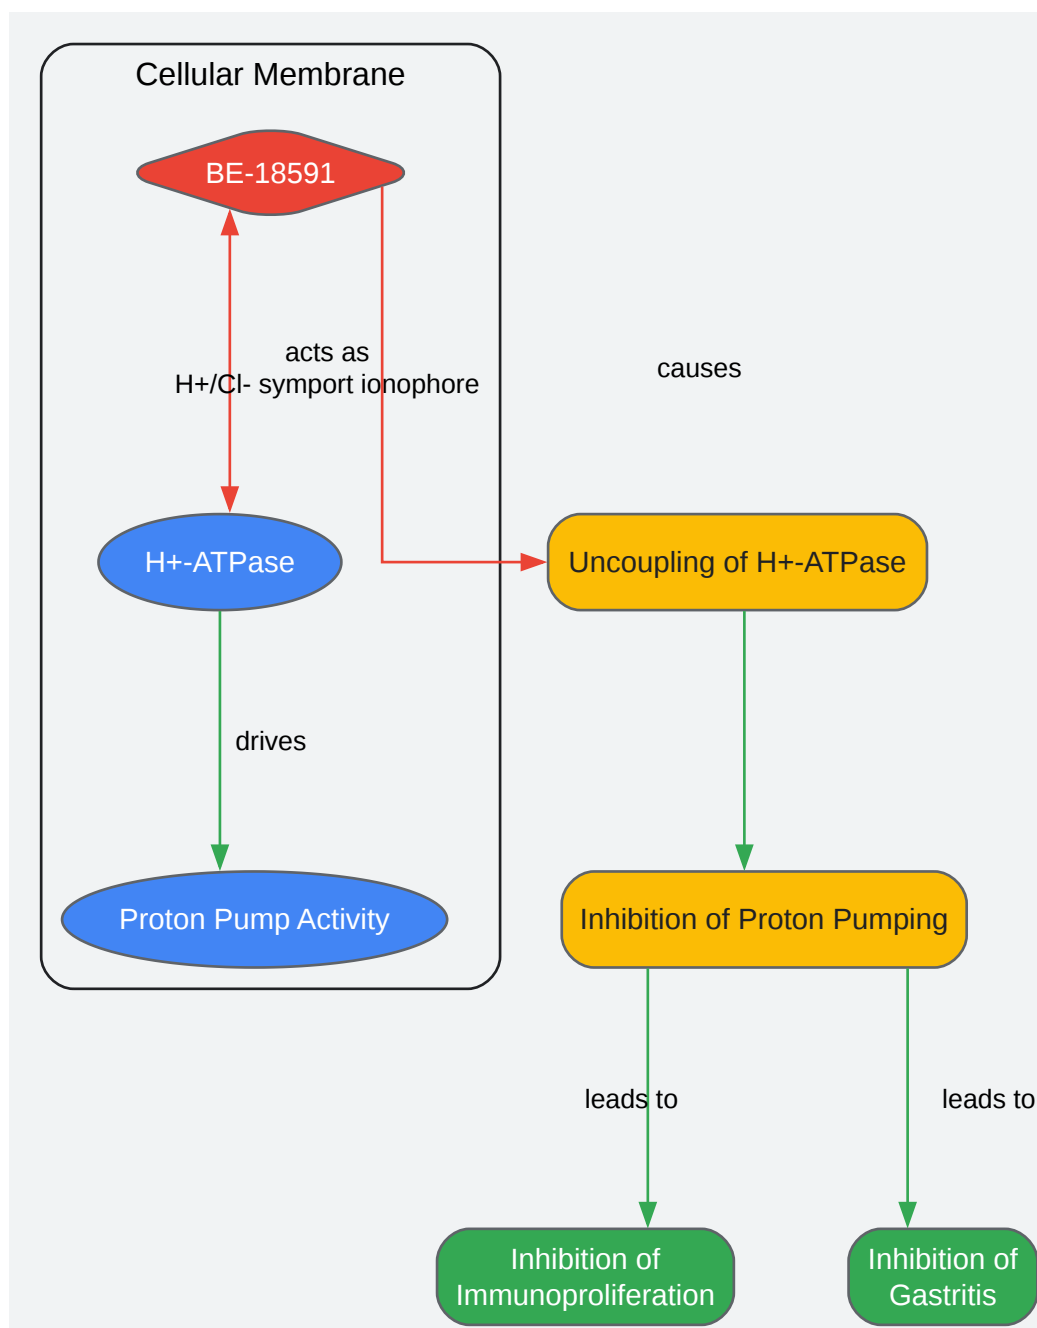 Cellular Membrane
BE-18591
acts as
H+/Cl- symport ionophore
causes
H+-ATPase
Uncoupling of H+-ATPase
drives
Proton Pump Activity
Inhibition of Proton Pumping
leads to
leads to
Inhibition of
Immunoproliferation
Inhibition of
Gastritis